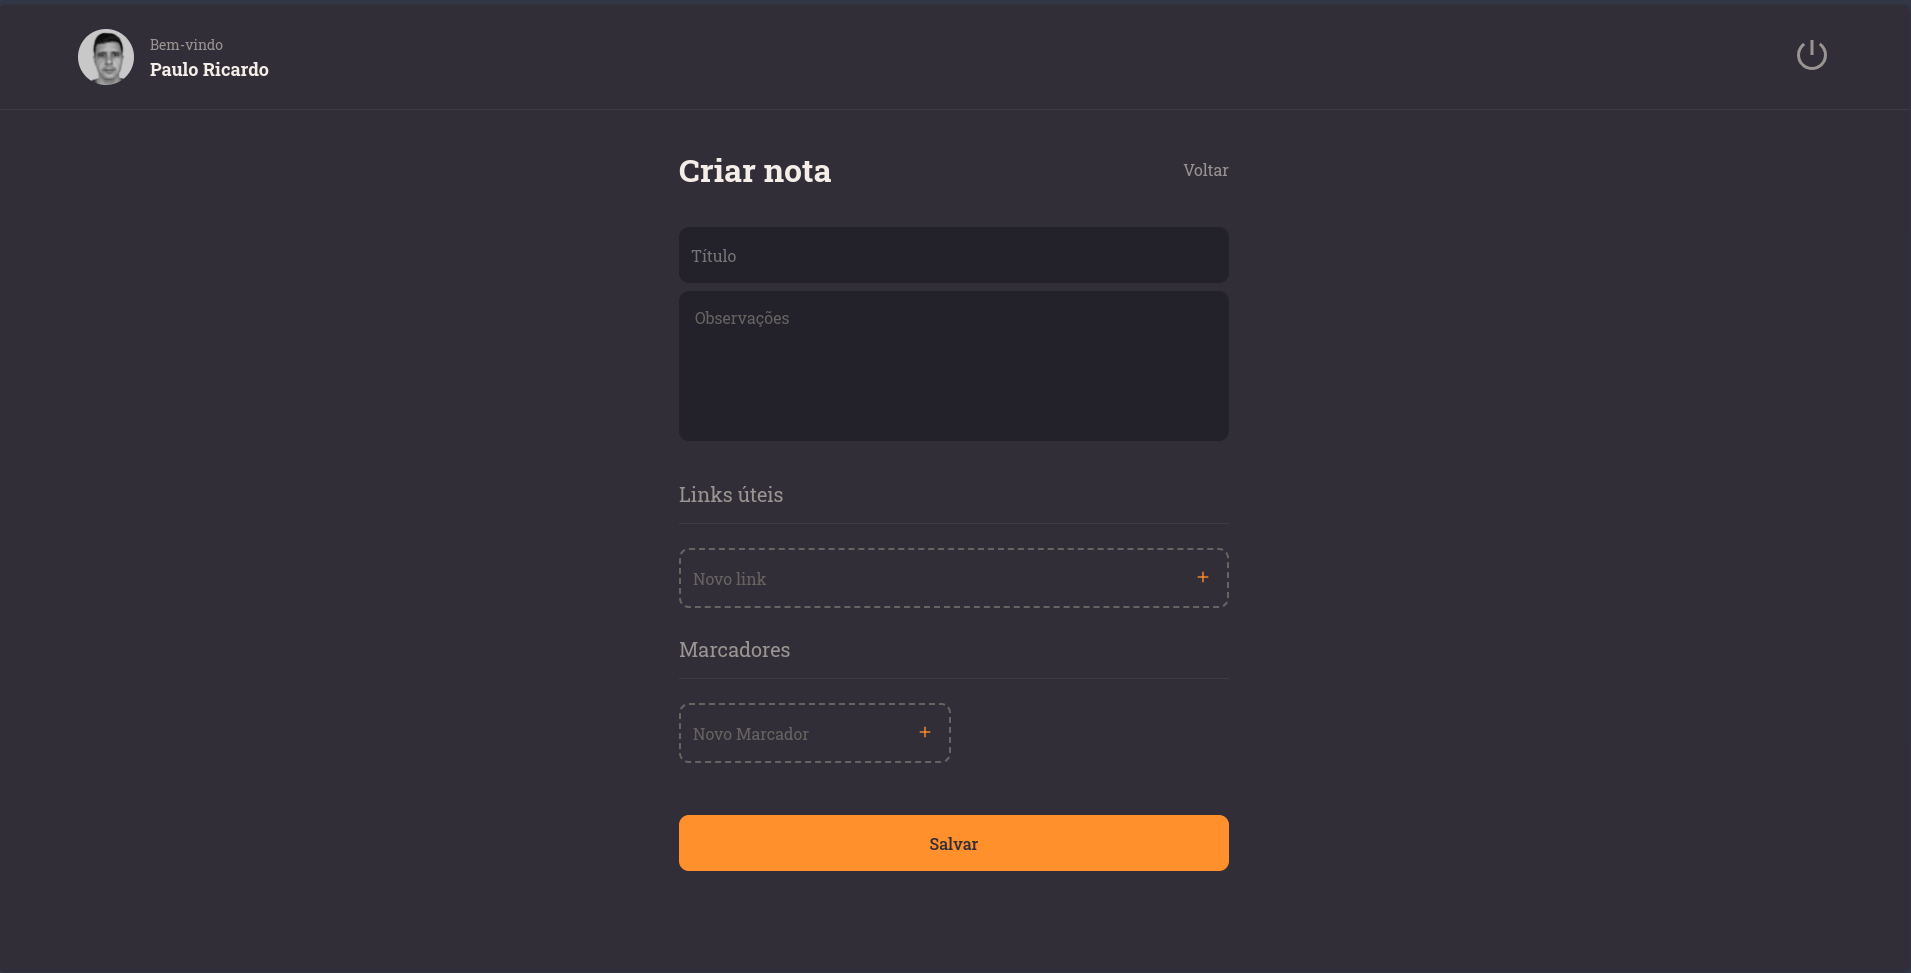 Bem-vindo
Paulo Ricardo
Criar nota
Voltar
Título
Observações
Links úteis
Novo link
Marcadores
Novo Marcador
Salvar